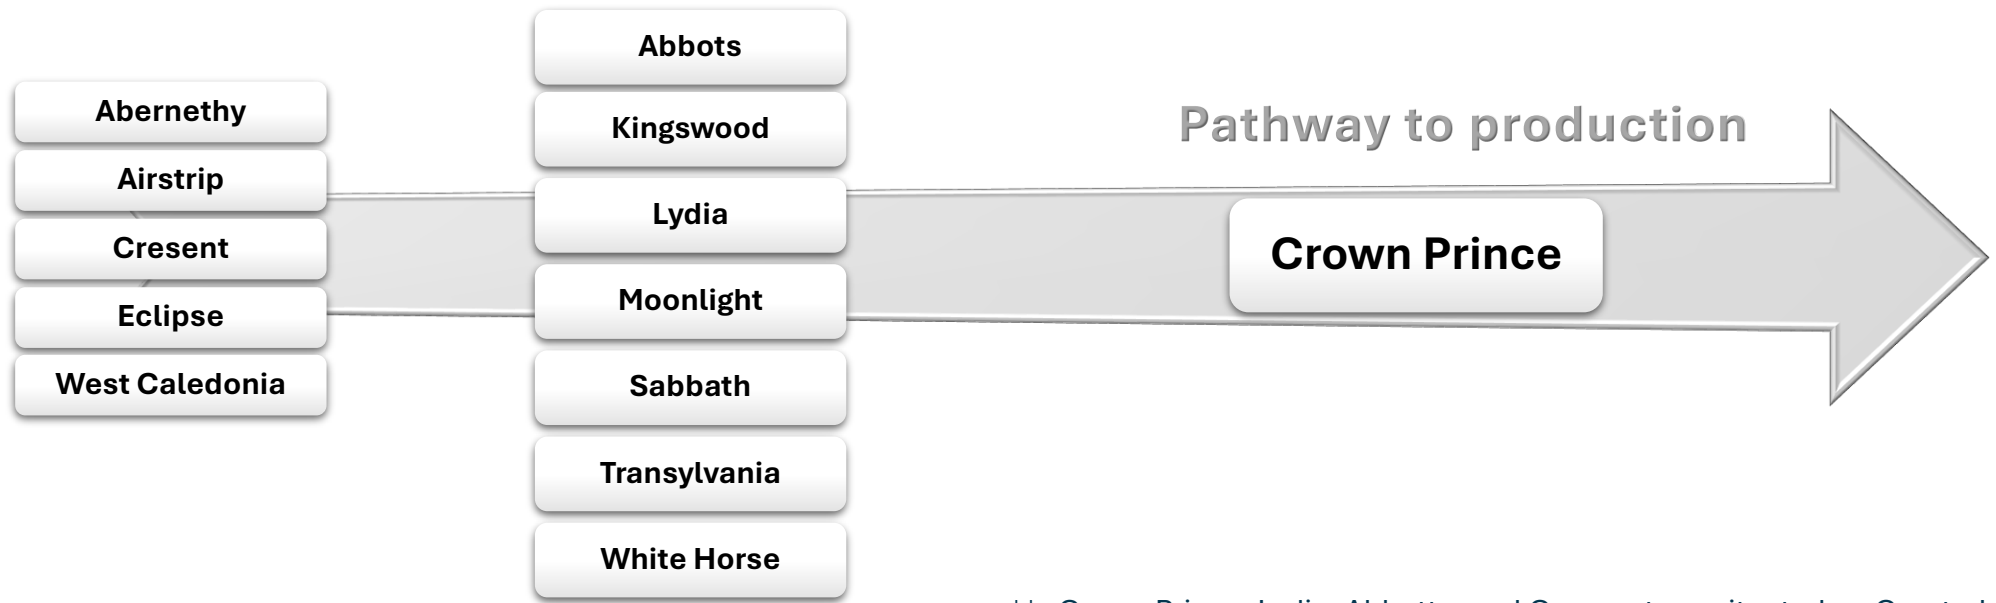 Abernethy
Airstrip
Cresent
Eclipse
West Caledonia
Abbots
Kingswood
Lydia
Moonlight
Sabbath
Transylvania
White Horse
Pathway to production
Crown Prince